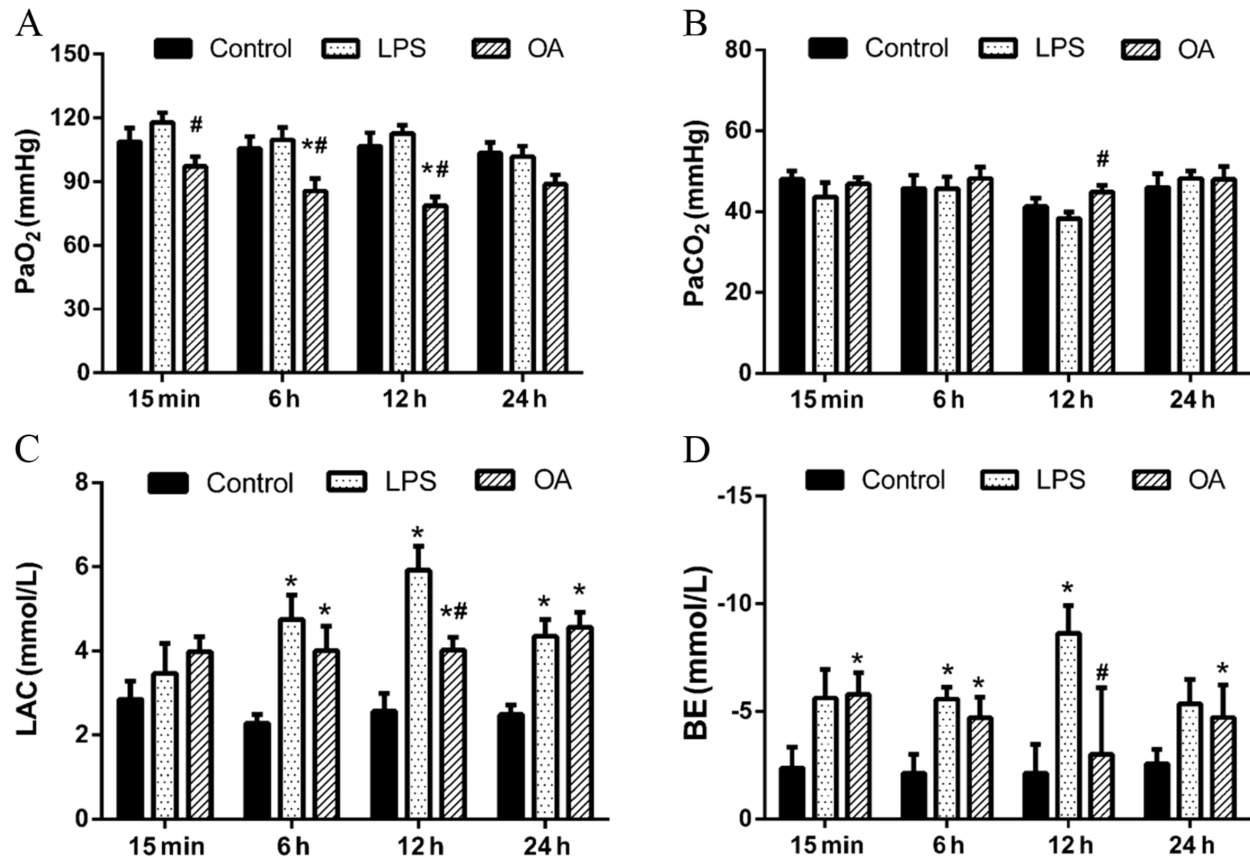 A
Control LPS OA
PaO₂ (mmHg)
150
120
90
60
30
0
#
*#
*#
15 min 6 h 12 h 24 h
B
Control LPS OA
PaCO₂ (mmHg)
80
60
40
20
0
#
15 min 6 h 12 h 24 h
C
Control LPS OA
LAC (mmol/L)
8
6
4
2
0
* * * *# * *
15 min 6 h 12 h 24 h
D
Control LPS OA
BE (mmol/L)
-15
-10
-5
0
* * * * # *
15 min 6 h 12 h 24 h